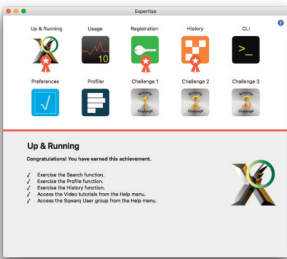 Expertise
Up & Running
Usage
Registration
History
CLI
10
>_
Preferences
Profiler
Challenge 1
Challenge 2
Challenge 3
1
2
3
Up & Running
Congratulations! You have earned this achievement.
✓ Exercise the Search function.
✓ Exercise the Profile function.
✓ Exercise the History function.
✓ Access the Video tutorials from the Help menu.
✓ Access the Sqwarq User group from the Help menu.